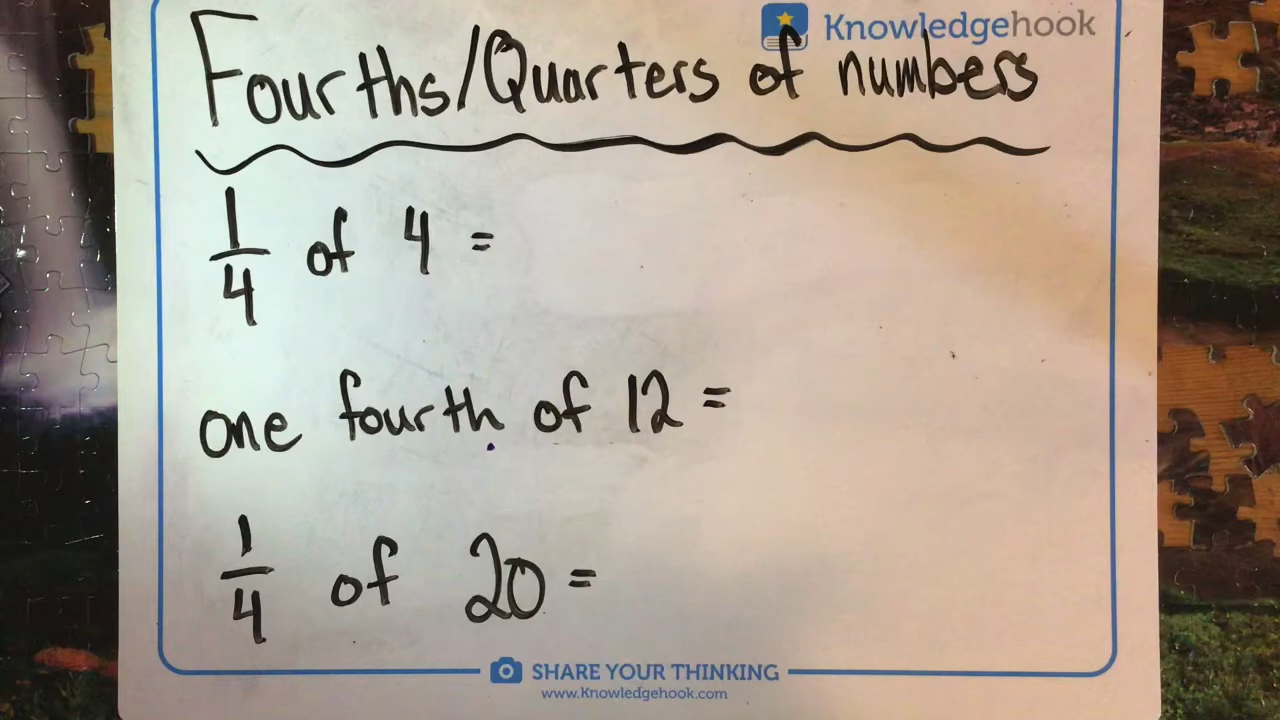 Knowledgehook
Fourths/Quarters of numbers
1/4 of 4 =
one fourth of 12 =
1/4 of 20 =
SHARE YOUR THINKING
www.Knowledgehook.com